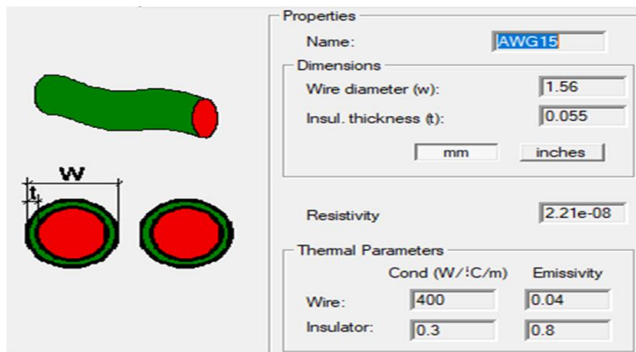 Properties
Name: AWG15
Dimensions
Wire diameter (w): 1.56
Insul. thickness (t): 0.055
mm inches
W
t
Resistivity 2.21e-08
Thermal Parameters
Cond (W/°C/m) Emissivity
Wire: 400 0.04
Insulator: 0.3 0.8